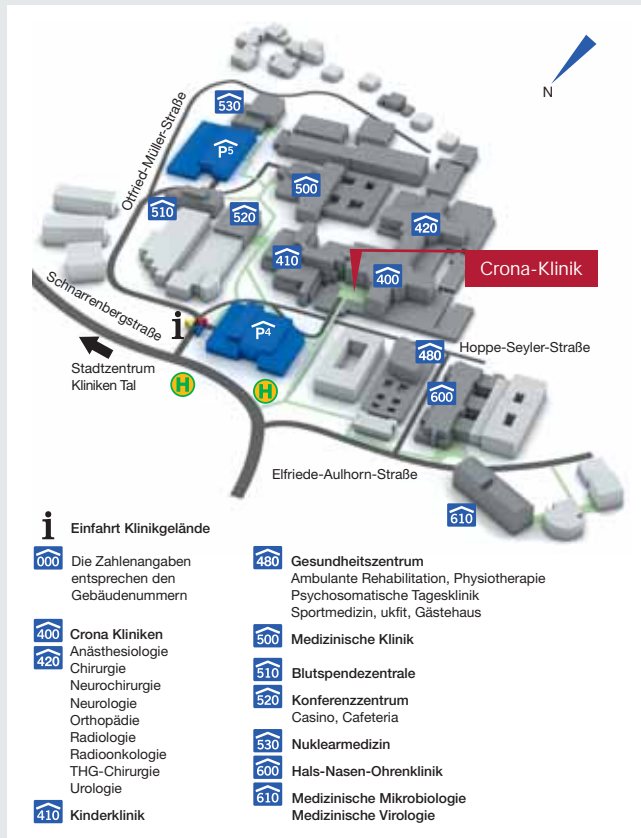 N
530
P5
Otfried-Müller-Straße
500
510
520
420
410
400
Crona-Klinik
Schnarrenbergstraße
i
P4
Hoppe-Seyler-Straße
480
Stadtzentrum
Kliniken Tal
H
H
600
Elfriede-Aulhorn-Straße
610
i Einfahrt Klinikgelände
000 Die Zahlenangaben
entsprechen den
Gebäudenummern
400 Crona Kliniken
420 Anästhesiologie
Chirurgie
Neurochirurgie
Neurologie
Orthopädie
Radiologie
Radioonkologie
THG-Chirurgie
Urologie
410 Kinderklinik
480 Gesundheitszentrum
Ambulante Rehabilitation, Physiotherapie
Psychosomatische Tagesklinik
Sportmedizin, ukfit, Gästehaus
500 Medizinische Klinik
510 Blutspendezentrale
520 Konferenzzentrum
Casino, Cafeteria
530 Nuklearmedizin
600 Hals-Nasen-Ohrenklinik
610 Medizinische Mikrobiologie
Medizinische Virologie